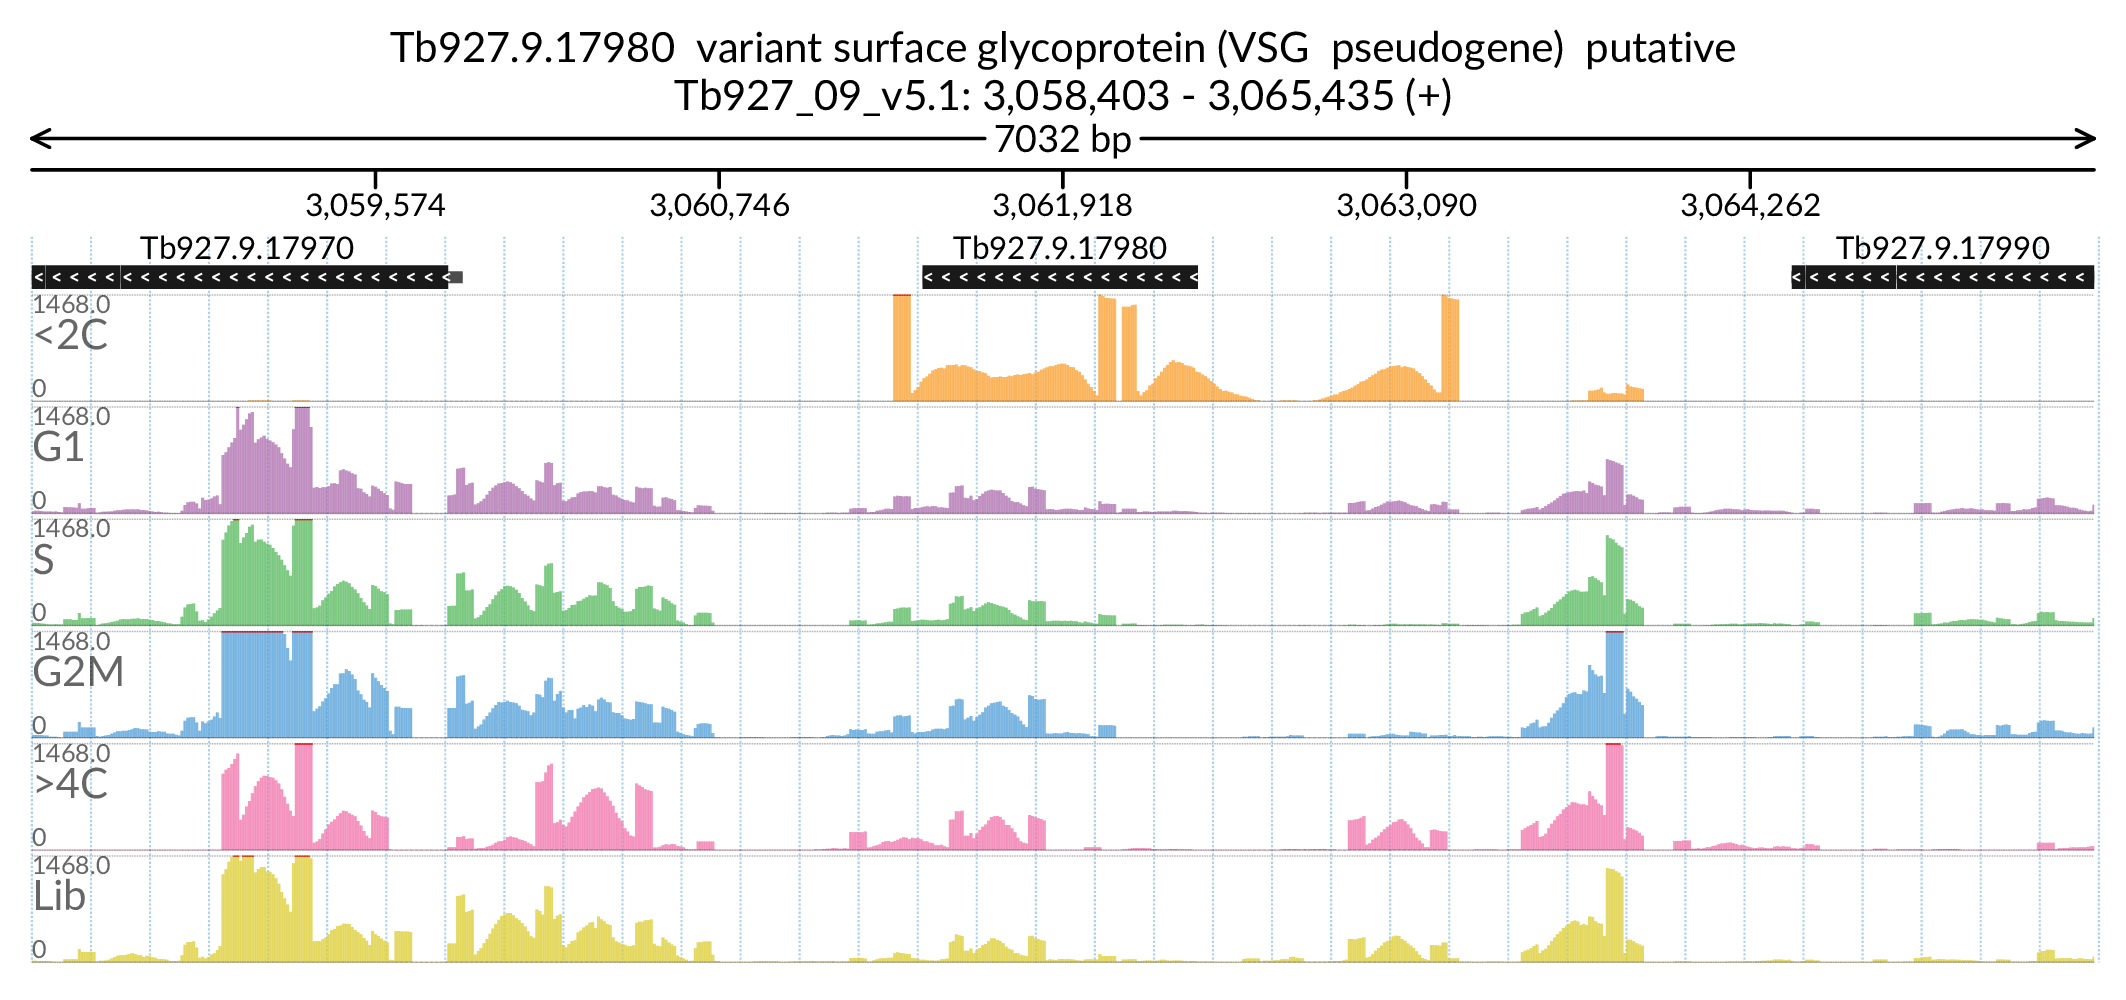 Tb927.9.17980  variant surface glycoprotein (VSG  pseudogene)  putative
Tb927_09_v5.1: 3,058,403 - 3,065,435 (+)
7032 bp
3,059,574 3,060,746 3,061,918 3,063,090 3,064,262
Tb927.9.17970 Tb927.9.17980 Tb927.9.17990
1468.0
<2C
0
1468.0
G1
0
1468.0
S
0
1468.0
G2M
0
1468.0
>4C
0
1468.0
Lib
0